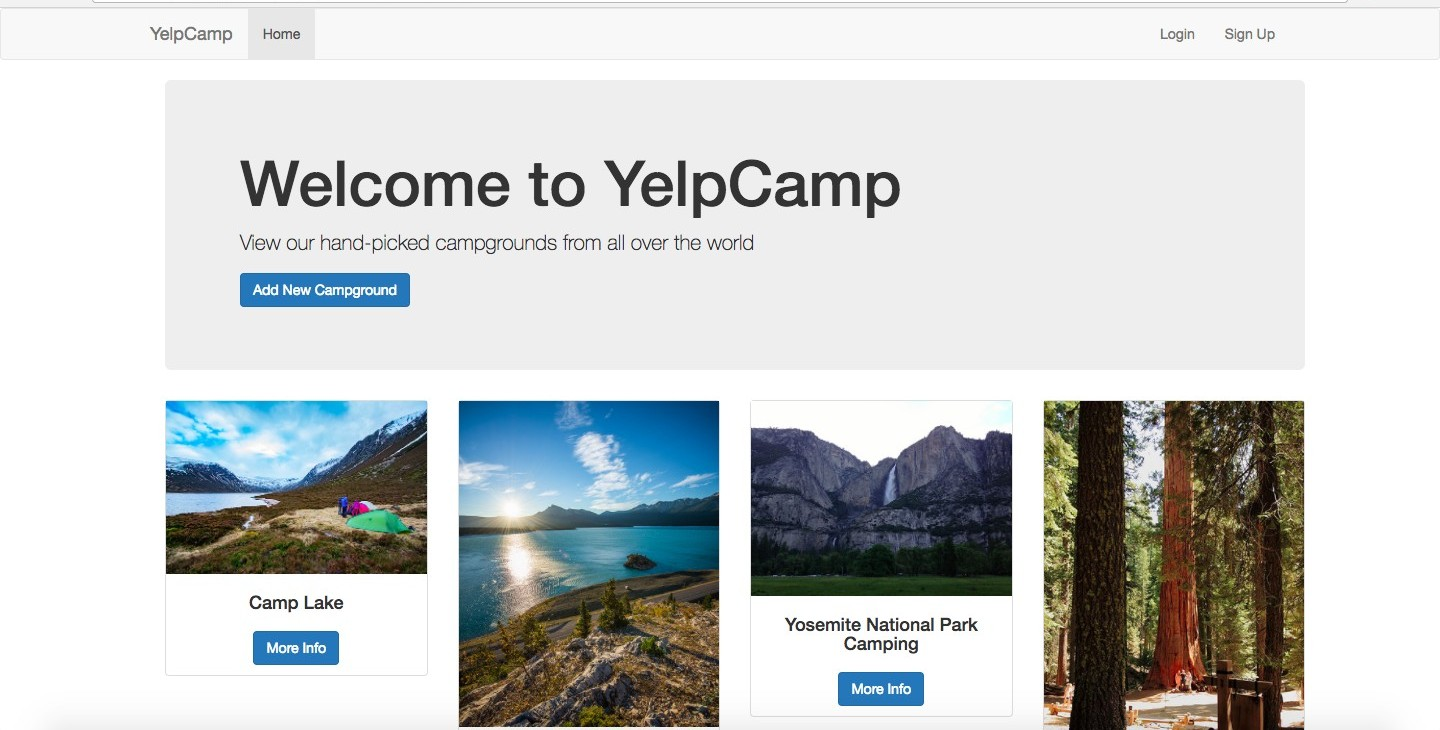 YelpCamp Home Login Sign Up
Welcome to YelpCamp
View our hand-picked campgrounds from all over the world
Add New Campground
Camp Lake
More Info
Yosemite National Park
Camping
More Info